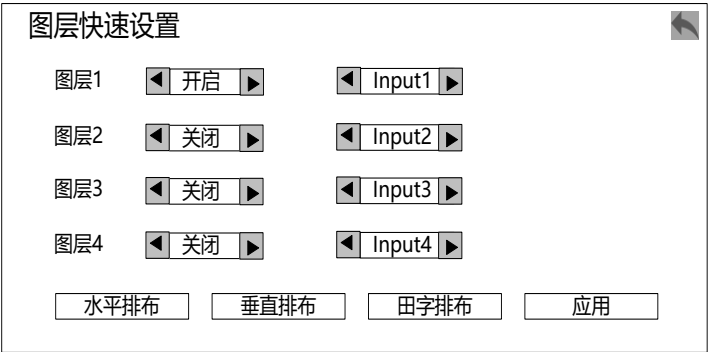 图层快速设置
图层1 开启 Input1
图层2 关闭 Input2
图层3 关闭 Input3
图层4 关闭 Input4
水平排布 垂直排布 田字排布 应用